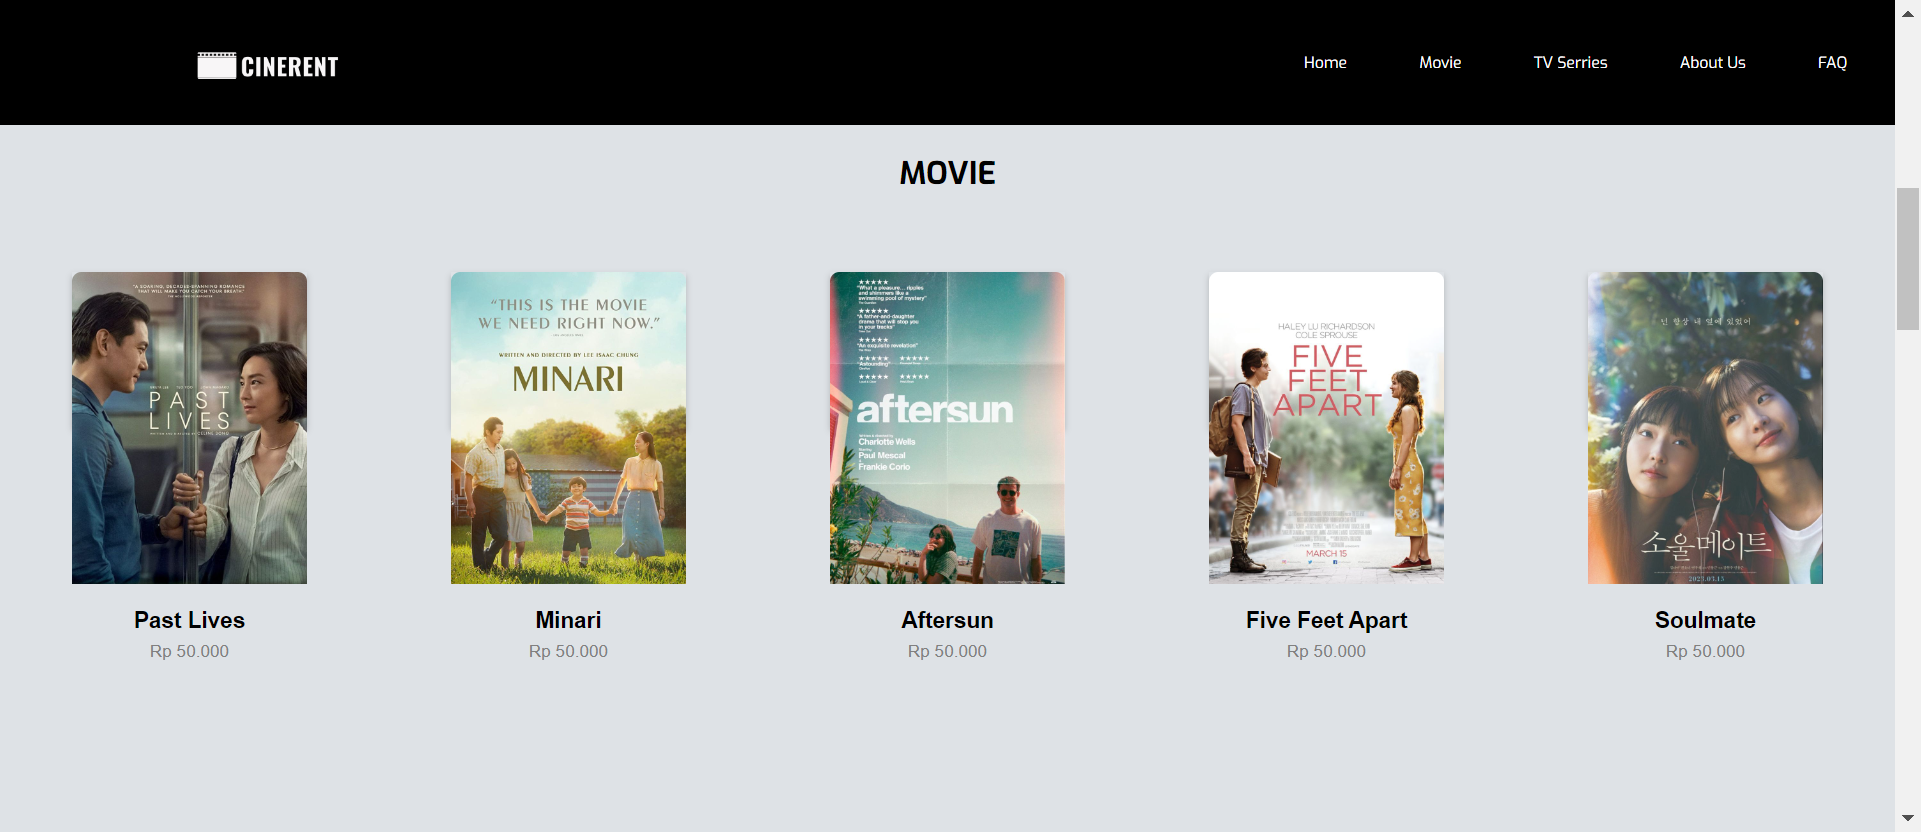 CINERENT
Home
Movie
TV Serries
About Us
FAQ
MOVIE
"A SOARING, DECADES-SPANNING ROMANCE
THAT WILL MAKE YOU CATCH YOUR BREATH"
PAST
LIVES
"THIS IS THE MOVIE
WE NEED RIGHT NOW."
WRITTEN AND DIRECTED BY LEE ISAAC CHUNG
MINARI
★★★★★
"What a pleasure... ripples
and shimmers like a
swimming pool of mystery"
★★★★★
"A father-and-daughter
drama that will stop you
in your tracks"
★★★★★
"An exquisite revelation"
★★★★★ ★★★★★
"Astounding"
★★★★★ ★★★★★
aftersun
Charlotte Wells
Paul Mescal
Frankie Corio
HALEY LU RICHARDSON
COLE SPROUSE
FIVE
FEET
APART
MARCH 15
넌 항상 내 옆에 있었어
소울메이트
2023.03.15
Past Lives
Rp 50.000
Minari
Rp 50.000
Aftersun
Rp 50.000
Five Feet Apart
Rp 50.000
Soulmate
Rp 50.000